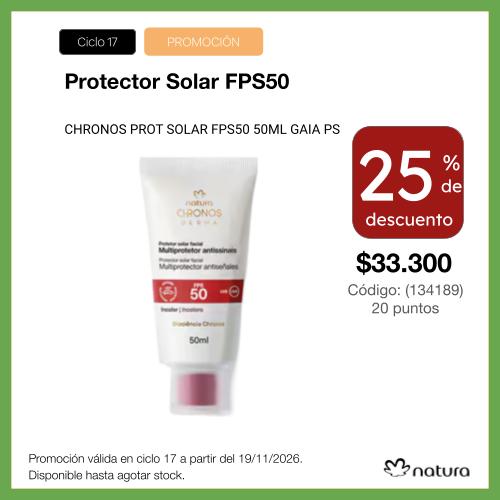 Ciclo 17
PROMOCIÓN
Protector Solar FPS50
CHRONOS PROT SOLAR FPS50 50ML GAIA PS
25 % de
descuento
$33.300
Código: (134189)
20 puntos
natura
CHRONOS
DERMA
Protetor solar facial
Multiprotetor antissinais
Protector solar facial
Multiprotector antiseñales
FPS
50
Incolor | Incoloro
50ml
Promoción válida en ciclo 17 a partir del 19/11/2026.
Disponible hasta agotar stock.
natura